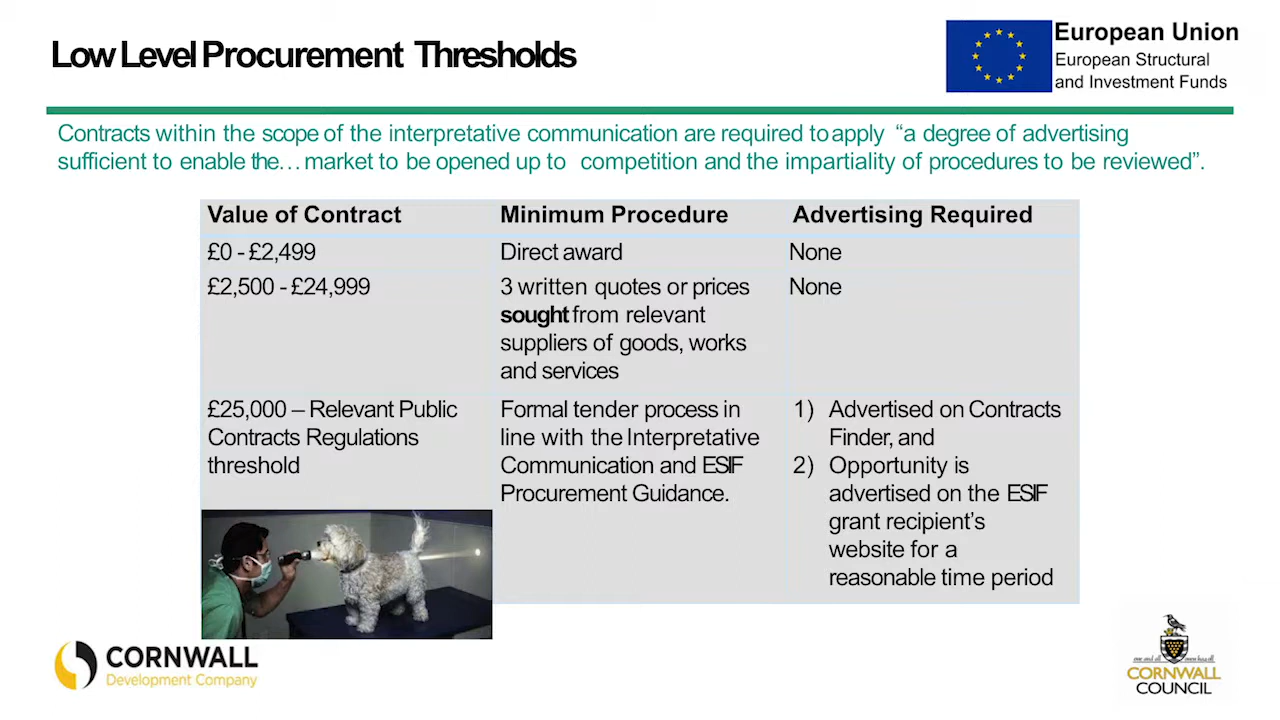 Low Level Procurement Thresholds
European Union
European Structural
and Investment Funds
Contracts within the scope of the interpretative communication are required to apply “a degree of advertising
sufficient to enable the… market to be opened up to competition and the impartiality of procedures to be reviewed”.
Value of Contract
Minimum Procedure
Advertising Required
£0 - £2,499
Direct award
None
£2,500 - £24,999
3 written quotes or prices
sought from relevant
suppliers of goods, works
and services
None
£25,000 – Relevant Public
Contracts Regulations
threshold
Formal tender process in
line with the Interpretative
Communication and ESIF
Procurement Guidance.
1) Advertised on Contracts
Finder, and
2) Opportunity is
advertised on the ESIF
grant recipient’s
website for a
reasonable time period
CORNWALL
Development Company
one and all
CORNWALL
COUNCIL